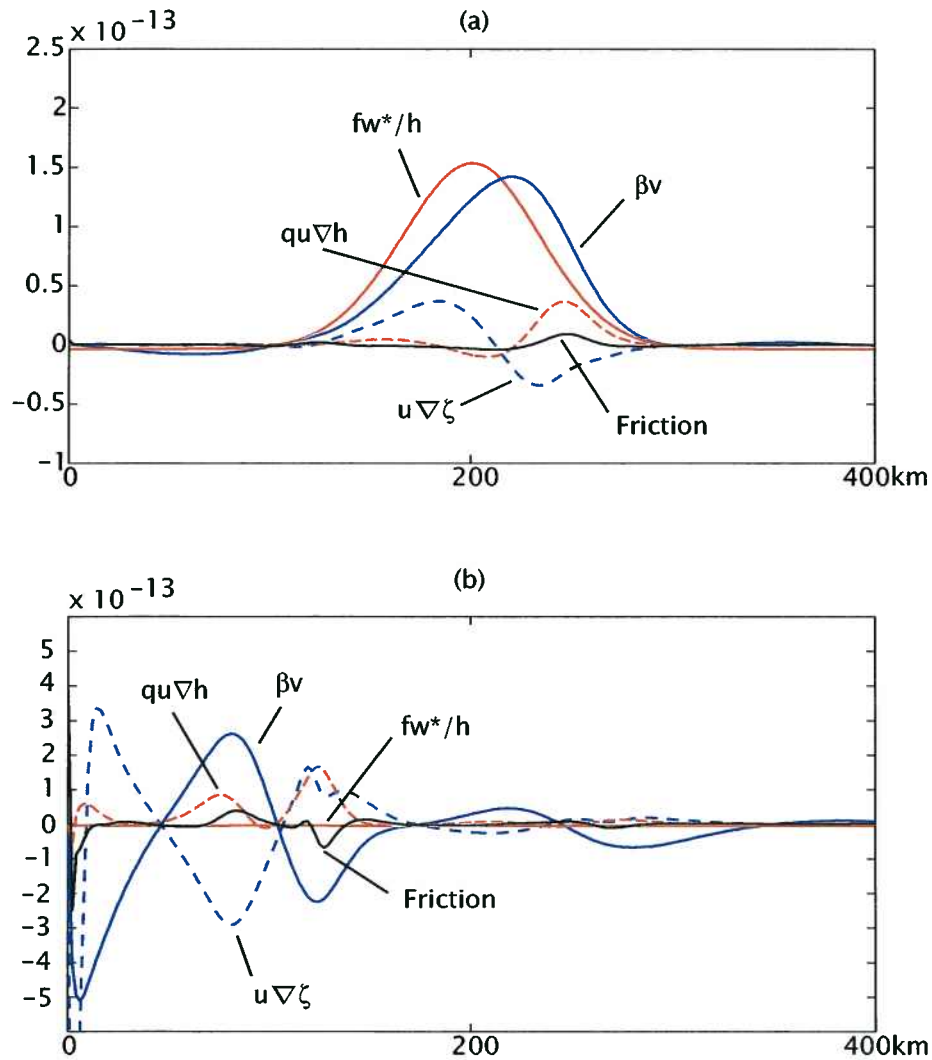 (a)
x 10 -13
2.5
2
1.5
1
0.5
0
-0.5
-1
fw*/h
βv
qu∇h
u∇ζ
Friction
0
200
400km
(b)
x 10 -13
5
4
3
2
1
0
-1
-2
-3
-4
-5
qu∇h
βv
fw*/h
Friction
u∇ζ
0
200
400km